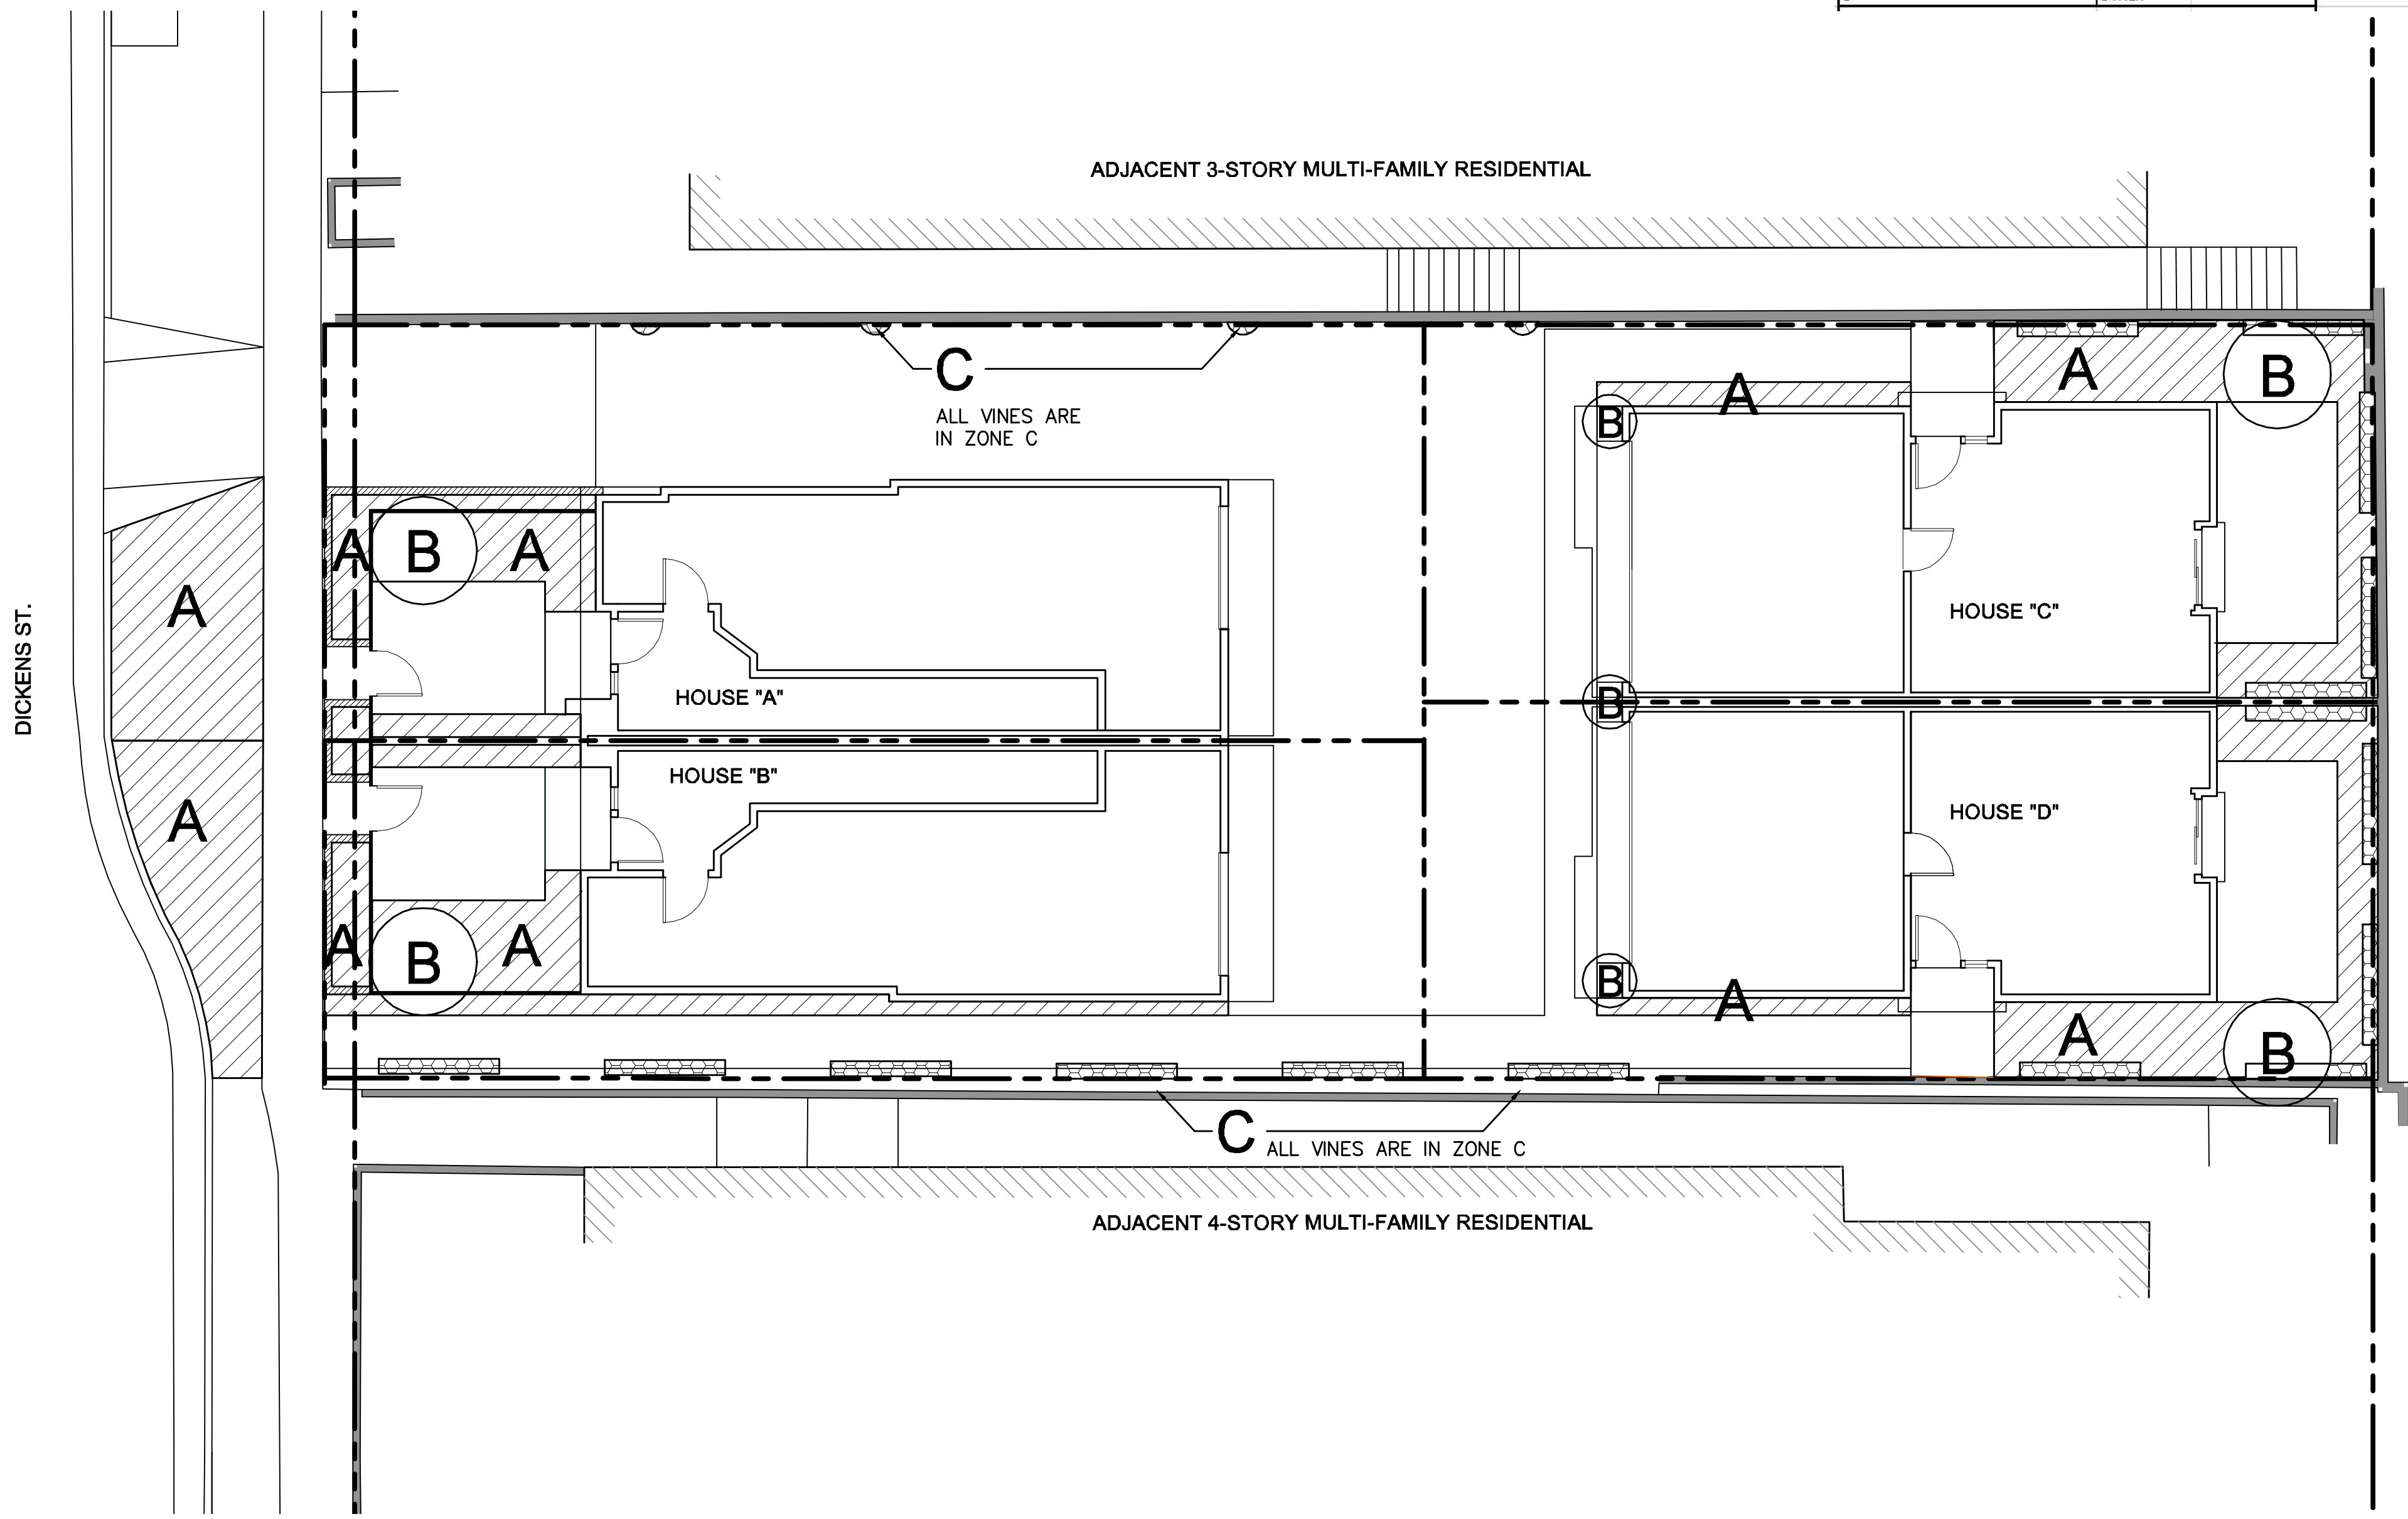 ADJACENT 3-STORY MULTI-FAMILY RESIDENTIAL
C
ALL VINES ARE
IN ZONE C
A
B
A
B
A
B
A
A
DICKENS ST.
HOUSE "C"
HOUSE "A"
B
HOUSE "B"
HOUSE "D"
A
A
B
A
B
A
A
B
C
ALL VINES ARE IN ZONE C
ADJACENT 4-STORY MULTI-FAMILY RESIDENTIAL